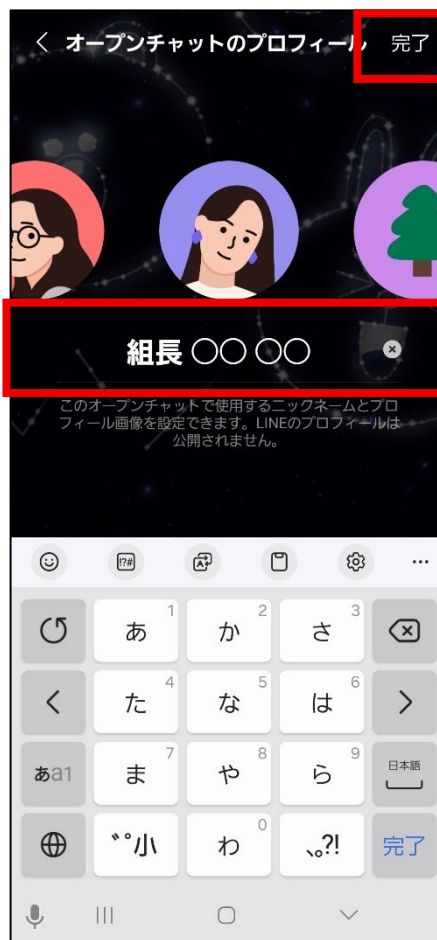 オープンチャットのプロフィール 完了
組長 〇〇 〇〇
このオープンチャットで使用するニックネームとプロ
フィール画像を設定できます。LINEのプロフィールは
公開されません。
!?#
あ 1 か 2 さ 3
た 4 な 5 は 6
あa1 ま 7 や 8 ら 9 日本語
゛゜小 わ 0 、。?! 完了